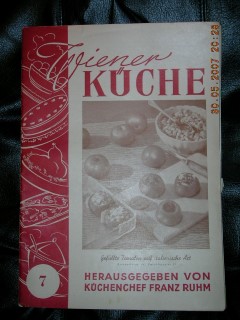 Wiener
KÜCHE
Gefüllte Tomaten auf italienische Art
7
HERAUSGEGEBEN VON
KÜCHENCHEF FRANZ RUHM
30.05.2007 20:28